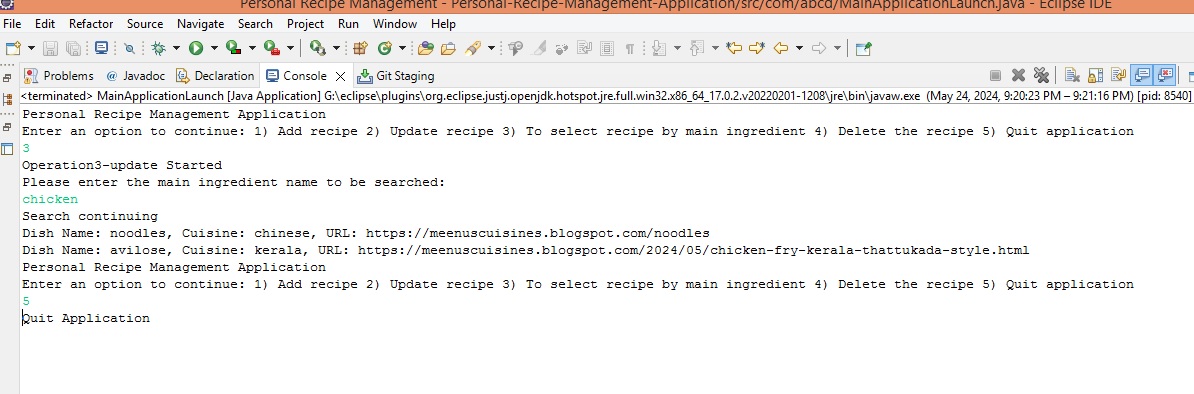 Personal Recipe Management - Personal-Recipe-Management-Application/src/com/abcd/MainApplicationLaunch.java - Eclipse IDE
File Edit Refactor Source Navigate Search Project Run Window Help
Problems @ Javadoc Declaration Console Git Staging
<terminated> MainApplicationLaunch [Java Application] G:\eclipse\plugins\org.eclipse.justj.openjdk.hotspot.jre.full.win32.x86_64_17.0.2.v20220201-1208\jre\bin\javaw.exe (May 24, 2024, 9:20:23 PM – 9:21:16 PM) [pid: 8540]
Personal Recipe Management Application
Enter an option to continue: 1) Add recipe 2) Update recipe 3) To select recipe by main ingredient 4) Delete the recipe 5) Quit application
3
Operation3-update Started
Please enter the main ingredient name to be searched:
chicken
Search continuing
Dish Name: noodles, Cuisine: chinese, URL: https://meenuscuisines.blogspot.com/noodles
Dish Name: avilose, Cuisine: kerala, URL: https://meenuscuisines.blogspot.com/2024/05/chicken-fry-kerala-thattukada-style.html
Personal Recipe Management Application
Enter an option to continue: 1) Add recipe 2) Update recipe 3) To select recipe by main ingredient 4) Delete the recipe 5) Quit application
5
Quit Application